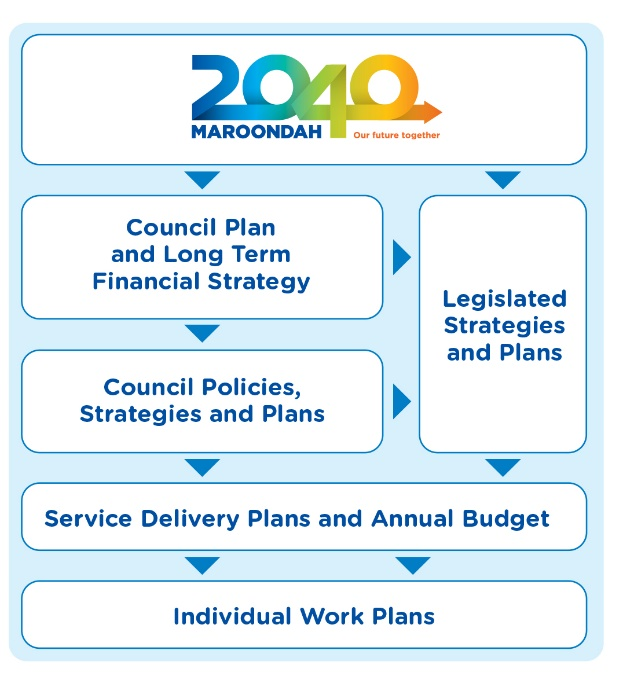 2040
MAROONDAH Our future together
Council Plan
and Long Term
Financial Strategy
Legislated
Strategies
and Plans
Council Policies,
Strategies and Plans
Service Delivery Plans and Annual Budget
Individual Work Plans